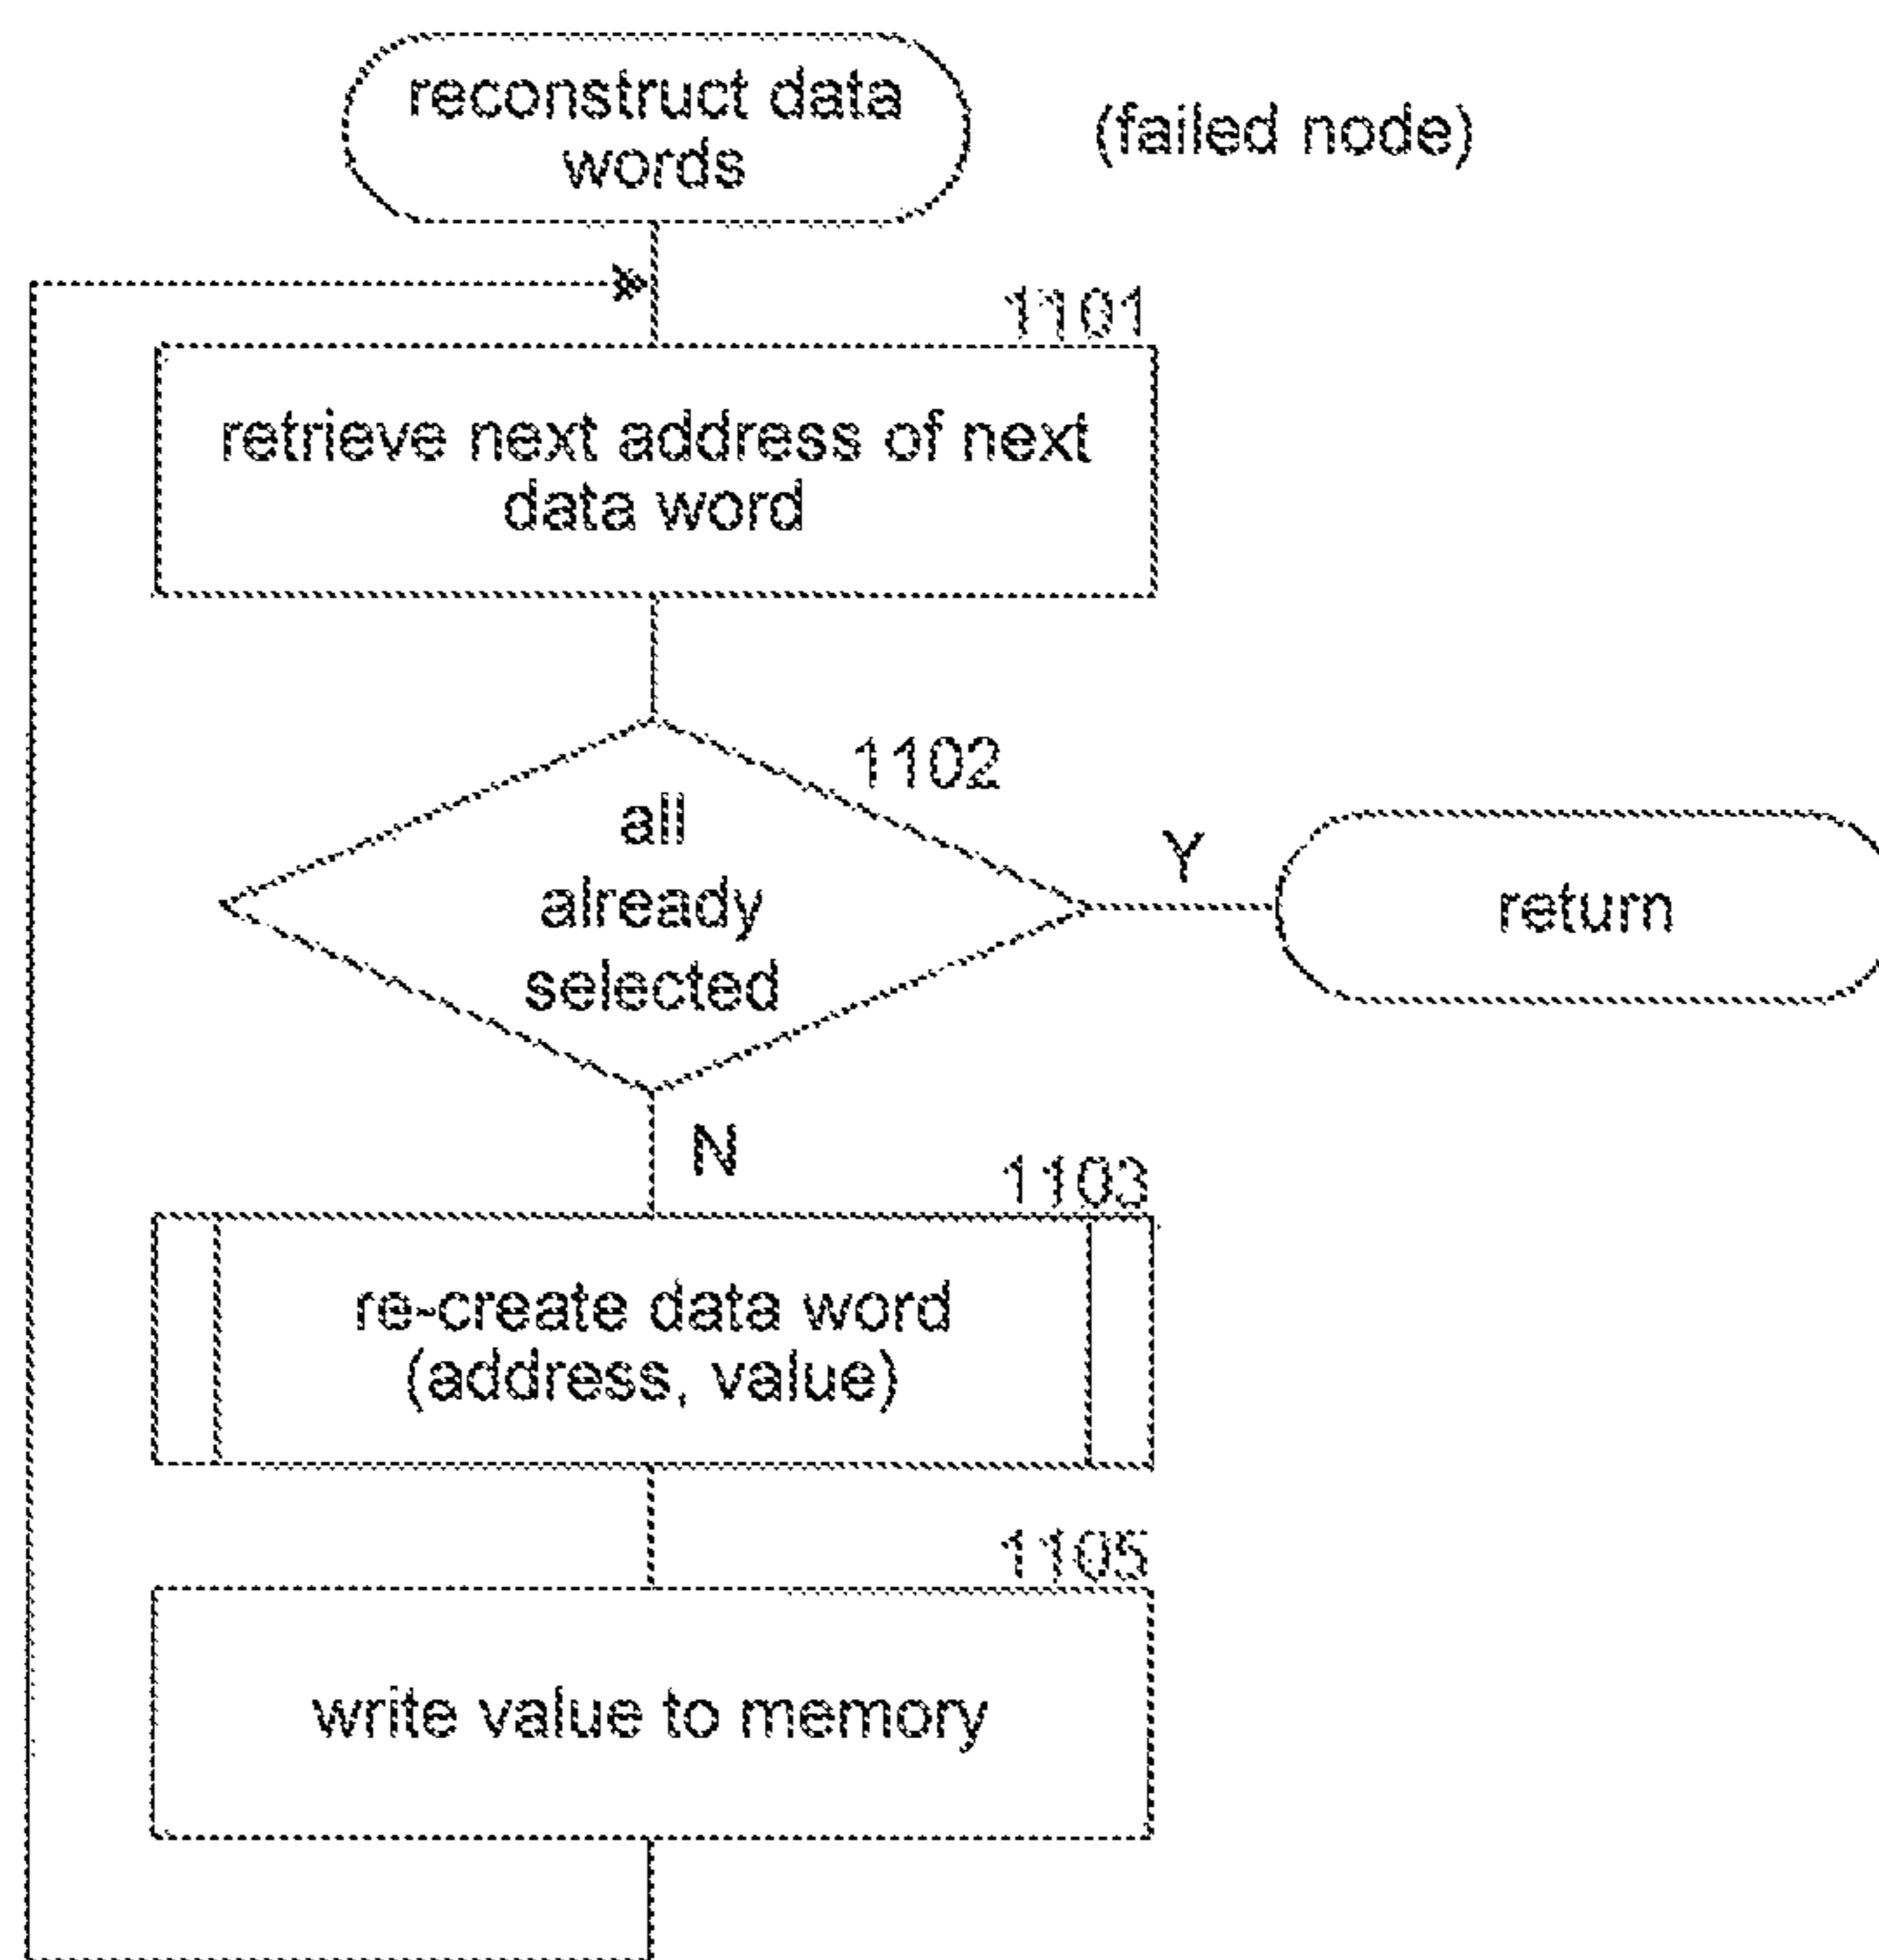 reconstruct data
words
(failed node)
1101
retrieve next address of next
data word
1102
all
already
selected
Y
return
N
1103
re-create data word
(address, value)
1105
write value to memory